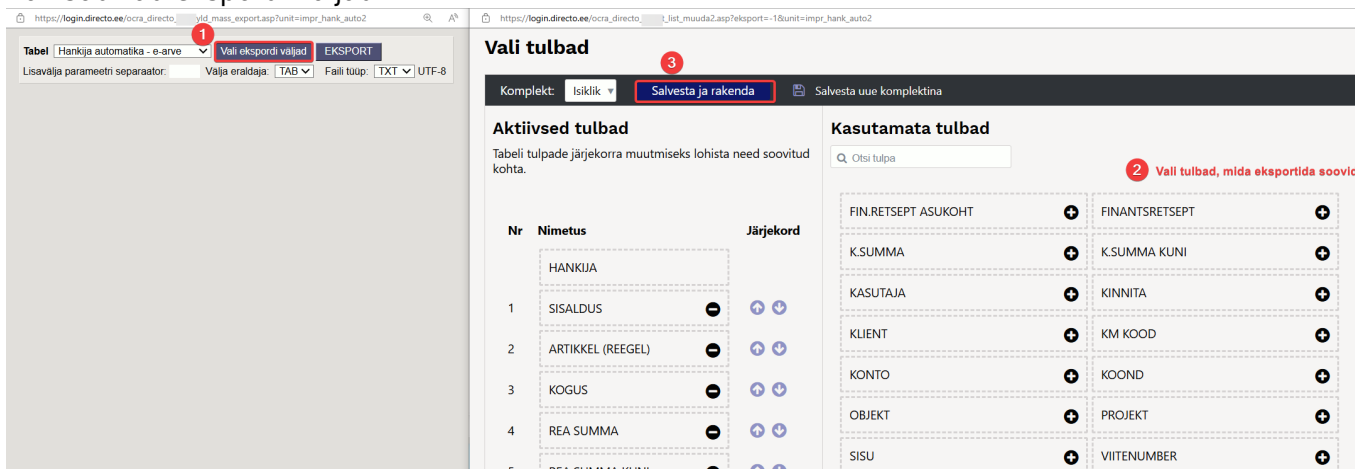 https://login.directo.ee/ocra_directo_ yld_mass_export.asp?unit=impr_hank_auto2
1
Tabel Hankija automatika - e-arve Vali ekspordi väljad EKSPORT
Lisavälja parameetri separaator: Välja eraldaja: TAB Faili tüüp: TXT UTF-8
https://login.directo.ee/ocra_directo_ t_list_muuda2.asp?eksport=-1&unit=impr_hank_auto2
Vali tulbad
3
Komplekt: Isiklik Salvesta ja rakenda Salvesta uue komplektina
Aktiivsed tulbad
Tabeli tulpade järjekorra muutmiseks lohista need soovitud
kohta.
Nr Nimetus Järjekord
HANKIJA
1 SISALDUS
2 ARTIKKEL (REEGEL)
3 KOGUS
4 REA SUMMA
Kasutamata tulbad
Otsi tulpa
2 Vali tulbad, mida eksportida soovid
FIN.RETSEPT ASUKOHT FINANTSRETSEPT
K.SUMMA K.SUMMA KUNI
KASUTAJA KINNITA
KLIENT KM KOOD
KONTO KOOND
OBJEKT PROJEKT
SISU VIITENUMBER